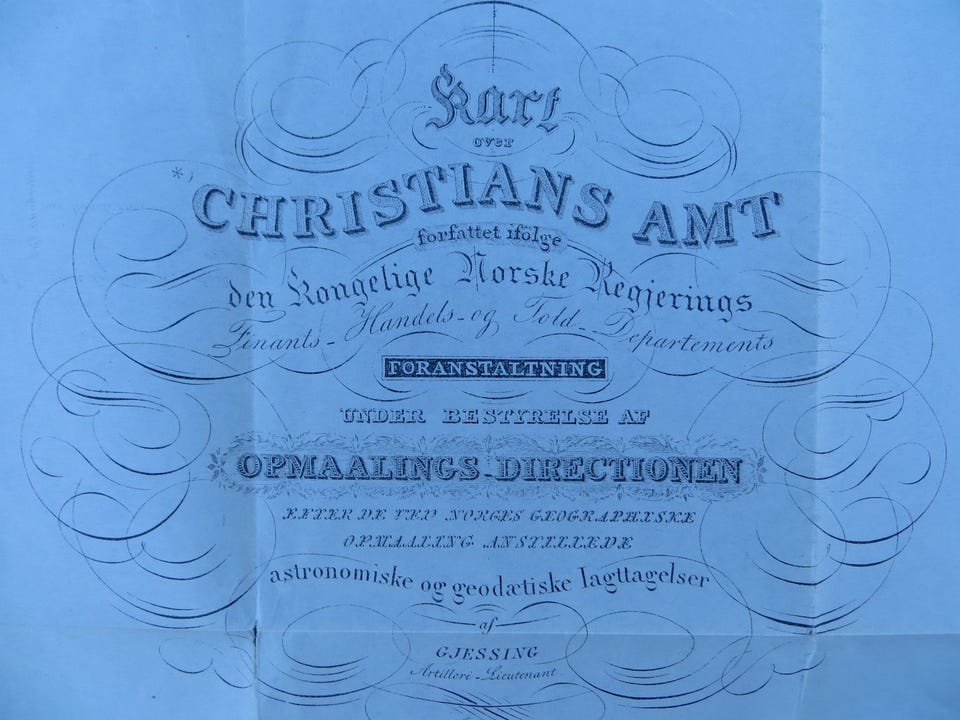 Kart
over
*) CHRISTIANS AMT
forfattet ifölge
den Kongelige Norske Regjerings
Finants-Handels-og Told-Departements
FORANSTALTNING
UNDER BESTYRELSE AF
OPMAALINGS-DIRECTIONEN
EFTER DE VED NORGES GEOGRAPHISKE
OPMAALING ANSTILLEDE
astronomiske og geodætiske Iagttagelser
af
GJESSING
Artilleri-Lieutenant